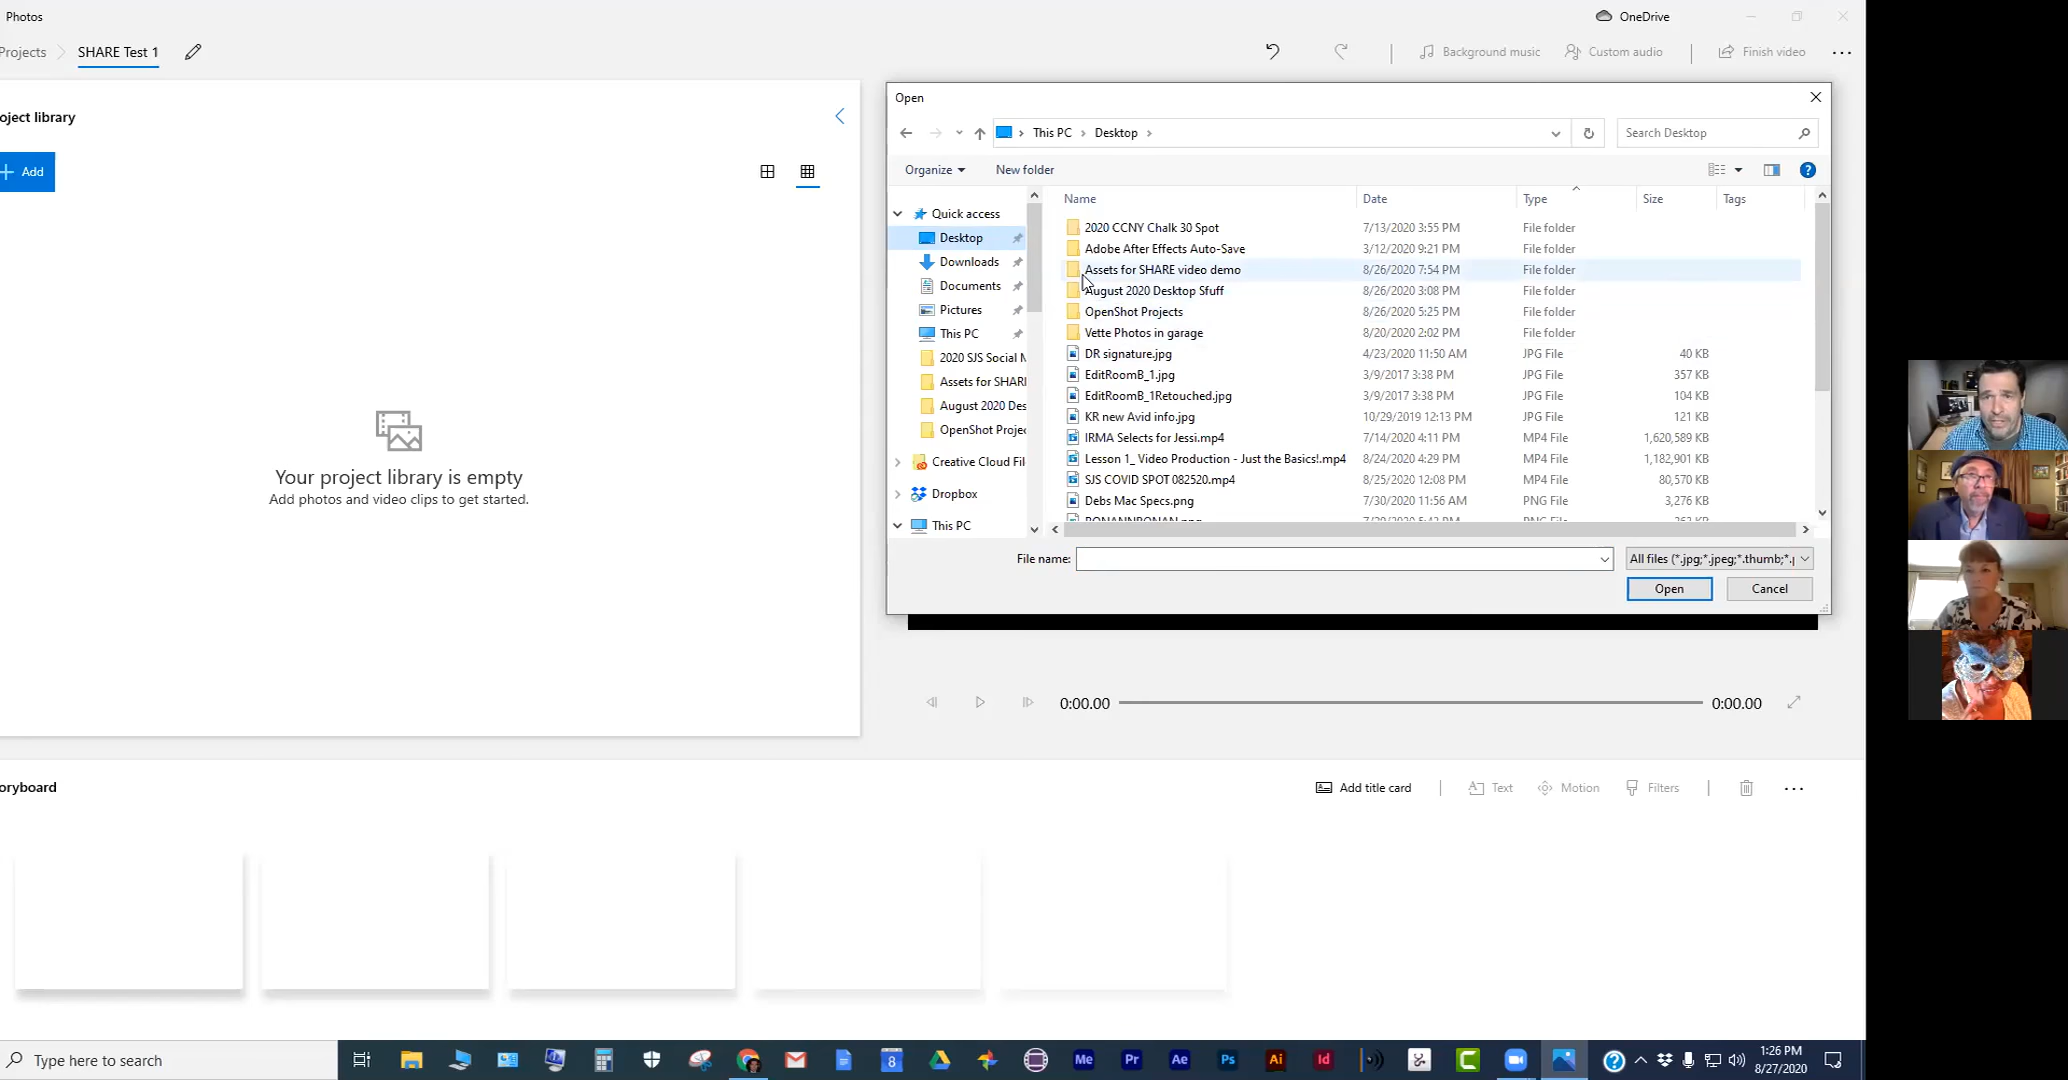 Photos
OneDrive
Projects
SHARE Test 1
Background music
Custom audio
Finish video
oject library
Add
Your project library is empty
Add photos and video clips to get started.
Open
This PC
Desktop
Search Desktop
Organize
New folder
Quick access
Desktop
Downloads
Documents
Pictures
This PC
2020 SJS Social M
Assets for SHARI
August 2020 Des
OpenShot Projec
Creative Cloud Fil
Dropbox
This PC
Name Date Type Size Tags
2020 CCNY Chalk 30 Spot 7/13/2020 3:55 PM File folder
Adobe After Effects Auto-Save 3/12/2020 9:21 PM File folder
Assets for SHARE video demo 8/26/2020 7:54 PM File folder
August 2020 Desktop Sfuff 8/26/2020 3:08 PM File folder
OpenShot Projects 8/26/2020 5:25 PM File folder
Vette Photos in garage 8/20/2020 2:02 PM File folder
DR signature.jpg 4/23/2020 11:50 AM JPG File 40 KB
EditRoomB_1.jpg 3/9/2017 3:38 PM JPG File 357 KB
EditRoomB_1Retouched.jpg 3/9/2017 3:38 PM JPG File 104 KB
KR new Avid info.jpg 10/29/2019 12:13 PM JPG File 121 KB
IRMA Selects for Jessi.mp4 7/14/2020 4:11 PM MP4 File 1,620,589 KB
Lesson 1_ Video Production - Just the Basics!.mp4 8/24/2020 4:29 PM MP4 File 1,182,901 KB
SJS COVID SPOT 082520.mp4 8/25/2020 12:08 PM MP4 File 80,570 KB
Debs Mac Specs.png 7/30/2020 11:56 AM PNG File 3,276 KB
File name:
All files (*.jpg;*.jpeg;*.thumb;*.p
Open
Cancel
0:00.00
0:00.00
oryboard
Add title card
Text
Motion
Filters
Type here to search
8
Me
Pr
Ae
Ps
Ai
Id
1:26 PM
8/27/2020